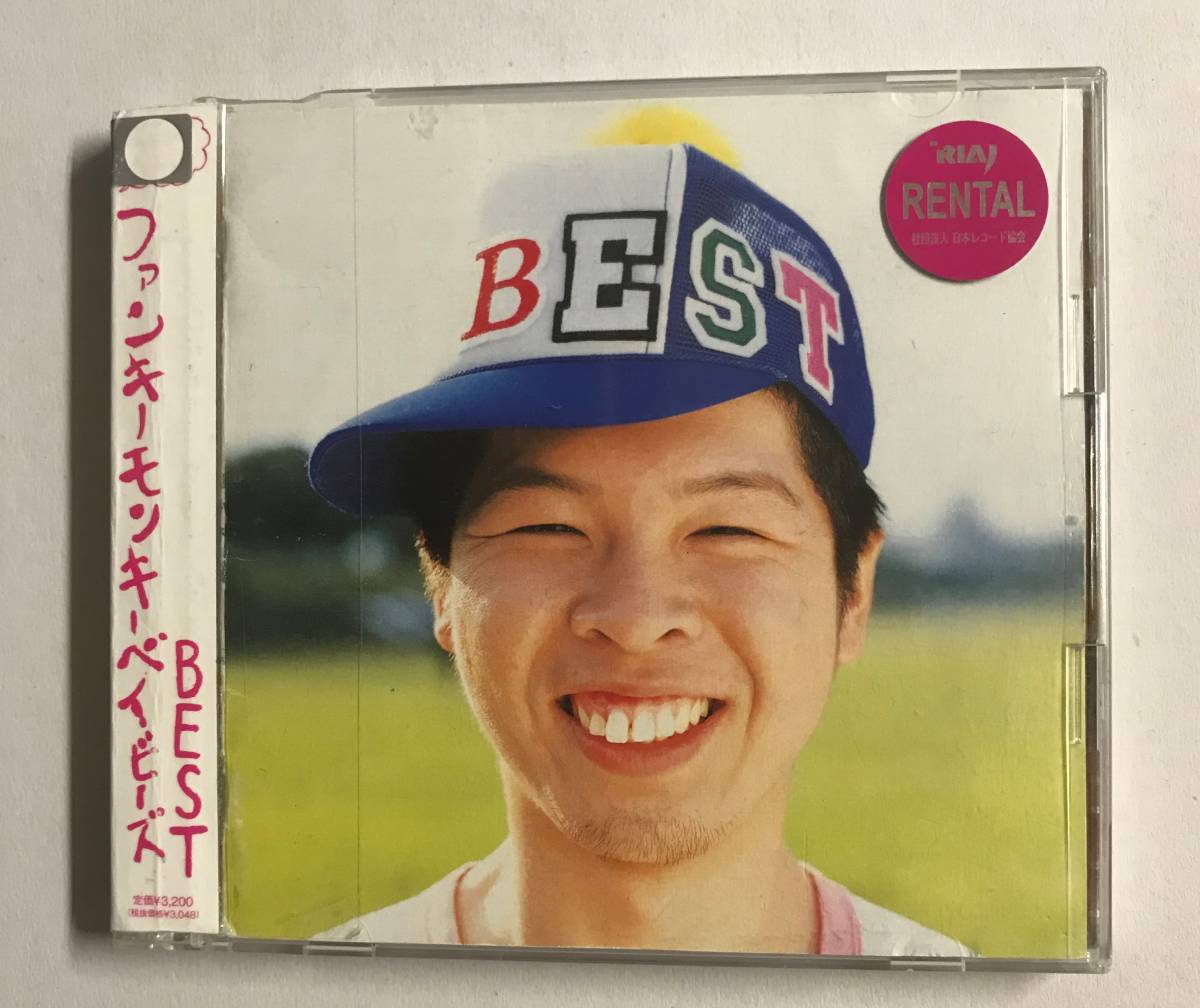 ファンキーモンキーベイビーズ
BEST
定価¥3,200
(税抜価格¥3,048)
BEST
RIAJ
RENTAL
社団法人 日本レコード協会